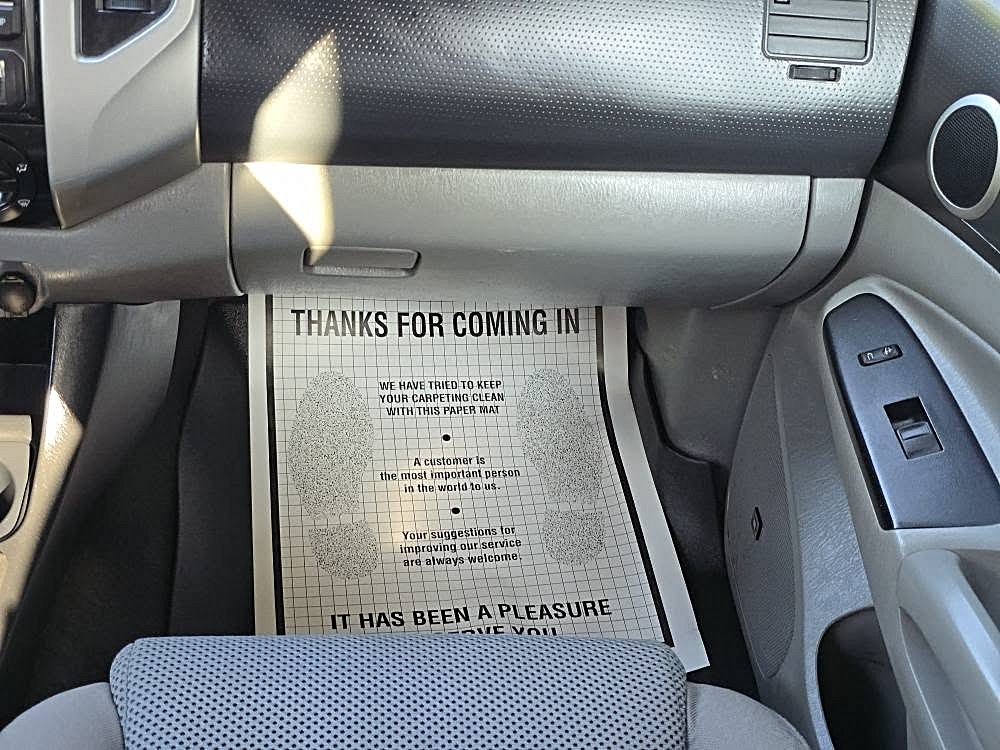 THANKS FOR COMING IN
WE HAVE TRIED TO KEEP
YOUR CARPETING CLEAN
WITH THIS PAPER MAT
•
A customer is
the most important person
in the world to us.
•
Your suggestions for
improving our service
are always welcome.
IT HAS BEEN A PLEASURE
SERVE YOU